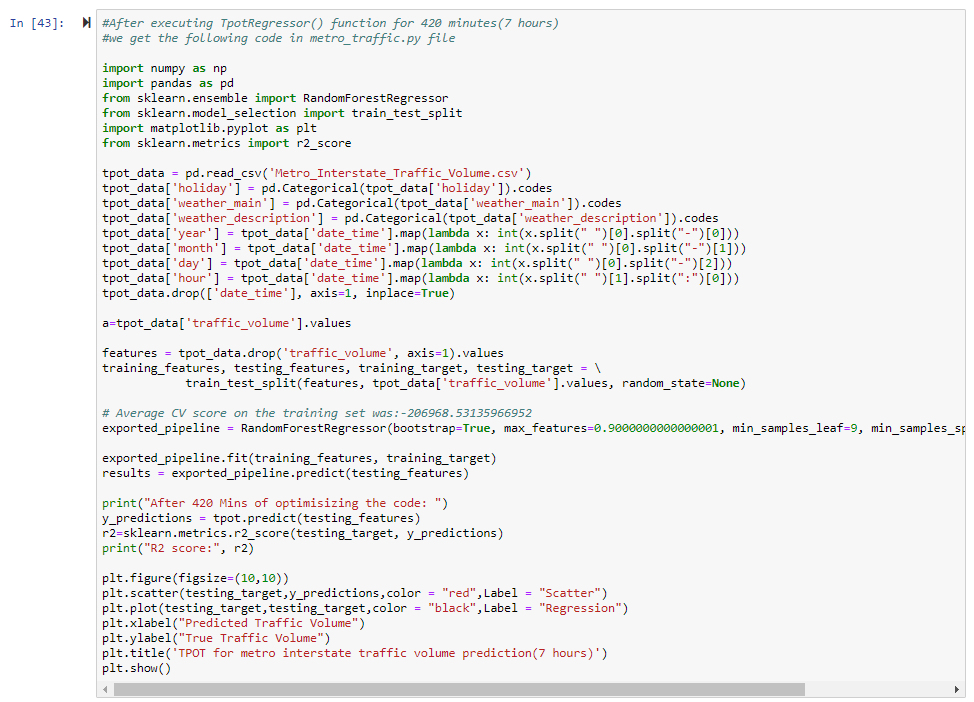 In [43]:
#After executing TpotRegressor() function for 420 minutes(7 hours)
#we get the following code in metro_traffic.py file

import numpy as np
import pandas as pd
from sklearn.ensemble import RandomForestRegressor
from sklearn.model_selection import train_test_split
import matplotlib.pyplot as plt
from sklearn.metrics import r2_score

tpot_data = pd.read_csv('Metro_Interstate_Traffic_Volume.csv')
tpot_data['holiday'] = pd.Categorical(tpot_data['holiday']).codes
tpot_data['weather_main'] = pd.Categorical(tpot_data['weather_main']).codes
tpot_data['weather_description'] = pd.Categorical(tpot_data['weather_description']).codes
tpot_data['year'] = tpot_data['date_time'].map(lambda x: int(x.split(" ")[0].split("-")[0]))
tpot_data['month'] = tpot_data['date_time'].map(lambda x: int(x.split(" ")[0].split("-")[1]))
tpot_data['day'] = tpot_data['date_time'].map(lambda x: int(x.split(" ")[0].split("-")[2]))
tpot_data['hour'] = tpot_data['date_time'].map(lambda x: int(x.split(" ")[1].split(":")[0]))
tpot_data.drop(['date_time'], axis=1, inplace=True)

a=tpot_data['traffic_volume'].values

features = tpot_data.drop('traffic_volume', axis=1).values
training_features, testing_features, training_target, testing_target = \
            train_test_split(features, tpot_data['traffic_volume'].values, random_state=None)

# Average CV score on the training set was:-206968.53135966952
exported_pipeline = RandomForestRegressor(bootstrap=True, max_features=0.9000000000000001, min_samples_leaf=9, min_samples_sp

exported_pipeline.fit(training_features, training_target)
results = exported_pipeline.predict(testing_features)

print("After 420 Mins of optimisizing the code: ")
y_predictions = tpot.predict(testing_features)
r2=sklearn.metrics.r2_score(testing_target, y_predictions)
print("R2 score:", r2)

plt.figure(figsize=(10,10))
plt.scatter(testing_target,y_predictions,color = "red",Label = "Scatter")
plt.plot(testing_target,testing_target,color = "black",Label = "Regression")
plt.xlabel("Predicted Traffic Volume")
plt.ylabel("True Traffic Volume")
plt.title('TPOT for metro interstate traffic volume prediction(7 hours)')
plt.show()